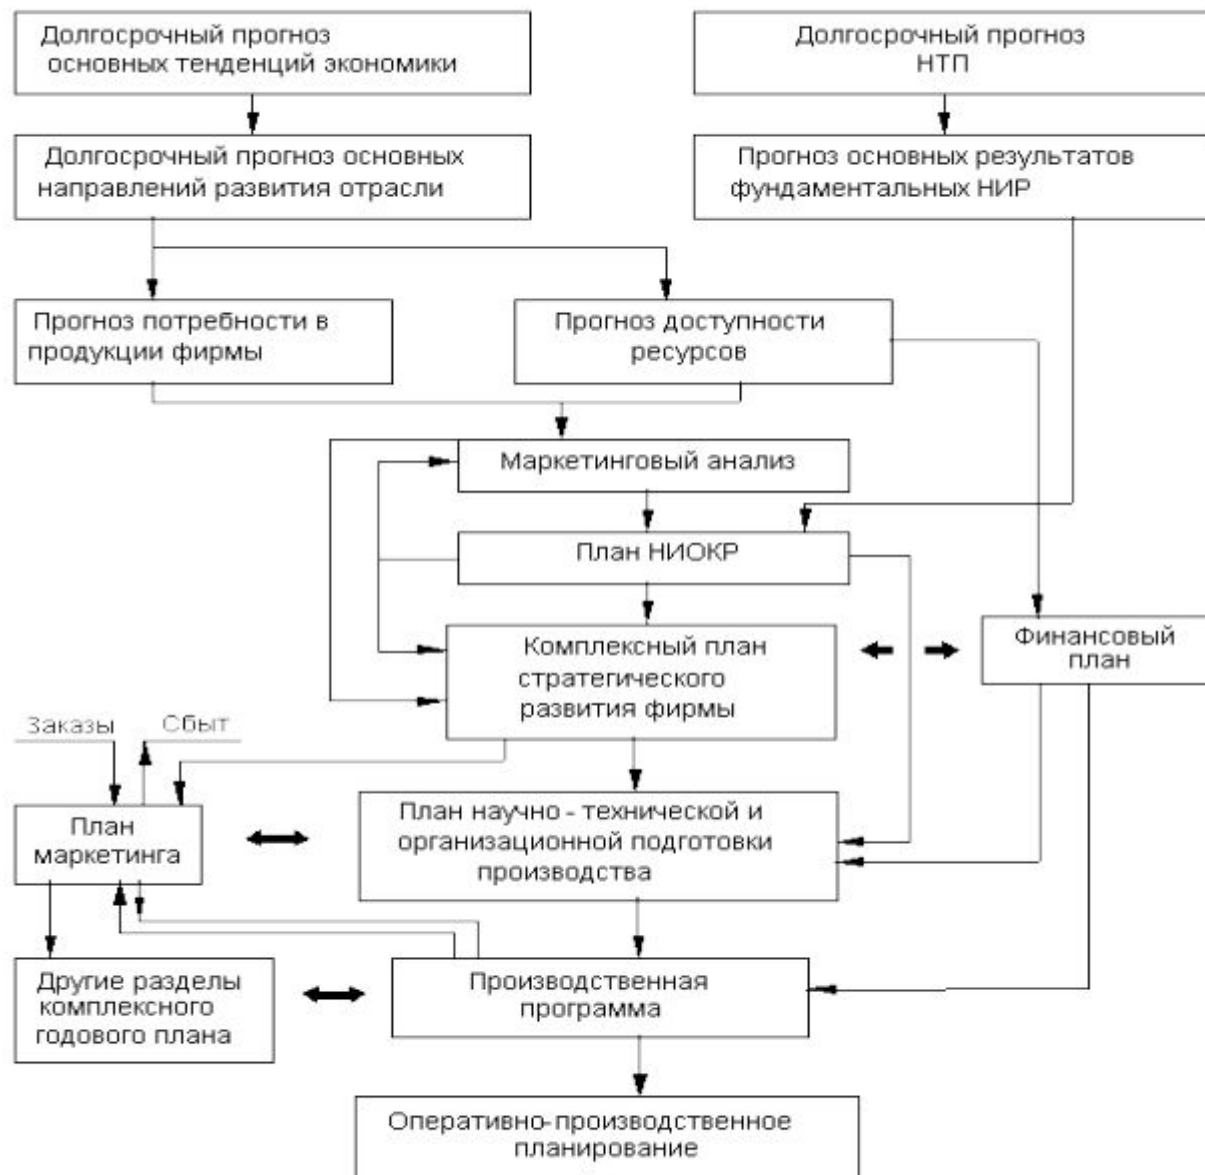 Долгосрочный прогноз
основных тенденций экономики
Долгосрочный прогноз
НТП
Долгосрочный прогноз основных
направлений развития отрасли
Прогноз основных результатов
фундаментальных НИР
Прогноз потребности в
продукции фирмы
Прогноз доступности
ресурсов
Маркетинговый анализ
План НИОКР
Комплексный план
стратегического
развития фирмы
Финансовый
план
Заказы
Сбыт
План
маркетинга
План научно - технической и
организационной подготовки
производства
Другие разделы
комплексного
годового плана
Производственная
программа
Оперативно-производственное
планирование